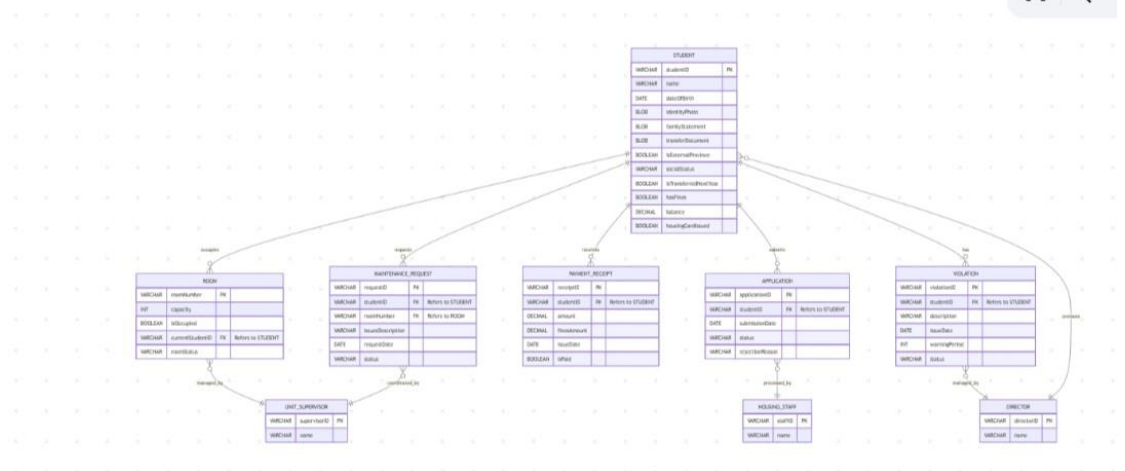 STUDENT
VARCHAR studentID PK
VARCHAR name
DATE dateOfBirth
BLOB identityPhoto
BLOB familyStatement
BLOB transferDocument
BOOLEAN isExternalProvince
VARCHAR socialStatus
BOOLEAN isTransferredNextYear
BOOLEAN hasFines
DECIMAL balance
BOOLEAN housingCardIssued
occupies
requests
receives
submits
has
ROOM
VARCHAR roomNumber PK
INT capacity
BOOLEAN isOccupied
VARCHAR currentStudentID FK Refers to STUDENT
VARCHAR roomStatus
MAINTENANCE_REQUEST
VARCHAR requestID PK
VARCHAR studentID FK Refers to STUDENT
VARCHAR roomNumber FK Refers to ROOM
VARCHAR issueDescription
DATE requestDate
VARCHAR status
PAYMENT_RECEIPT
VARCHAR receiptID PK
VARCHAR studentID FK Refers to STUDENT
DECIMAL amount
DECIMAL finesAmount
DATE issueDate
BOOLEAN isPaid
APPLICATION
VARCHAR applicationID PK
VARCHAR studentID FK Refers to STUDENT
DATE submissionDate
VARCHAR status
VARCHAR rejectionReason
VIOLATION
VARCHAR violationID PK
VARCHAR studentID FK Refers to STUDENT
VARCHAR description
DATE issueDate
INT warningPeriod
VARCHAR status
managed_by
coordinated_by
processed_by
managed_by
UNIT_SUPERVISOR
VARCHAR supervisorID PK
VARCHAR name
HOUSING_STAFF
VARCHAR staffID PK
VARCHAR name
DIRECTOR
VARCHAR directorID PK
VARCHAR name